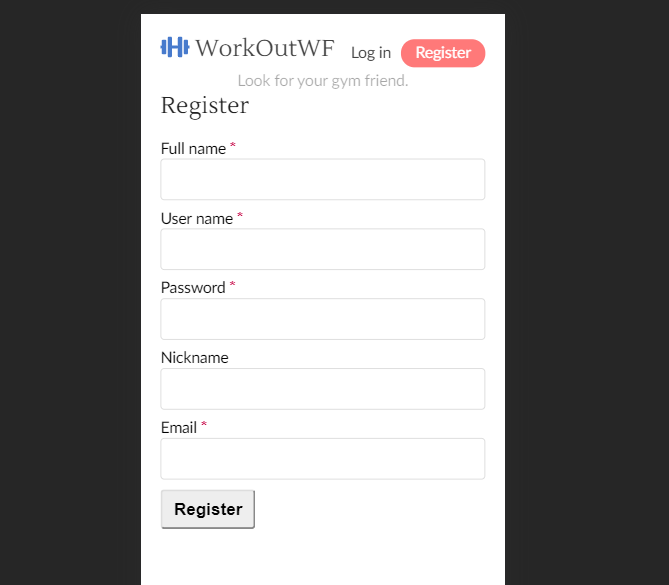 WorkOutWF Log in Register
Look for your gym friend.
Register
Full name *
User name *
Password *
Nickname
Email *
Register